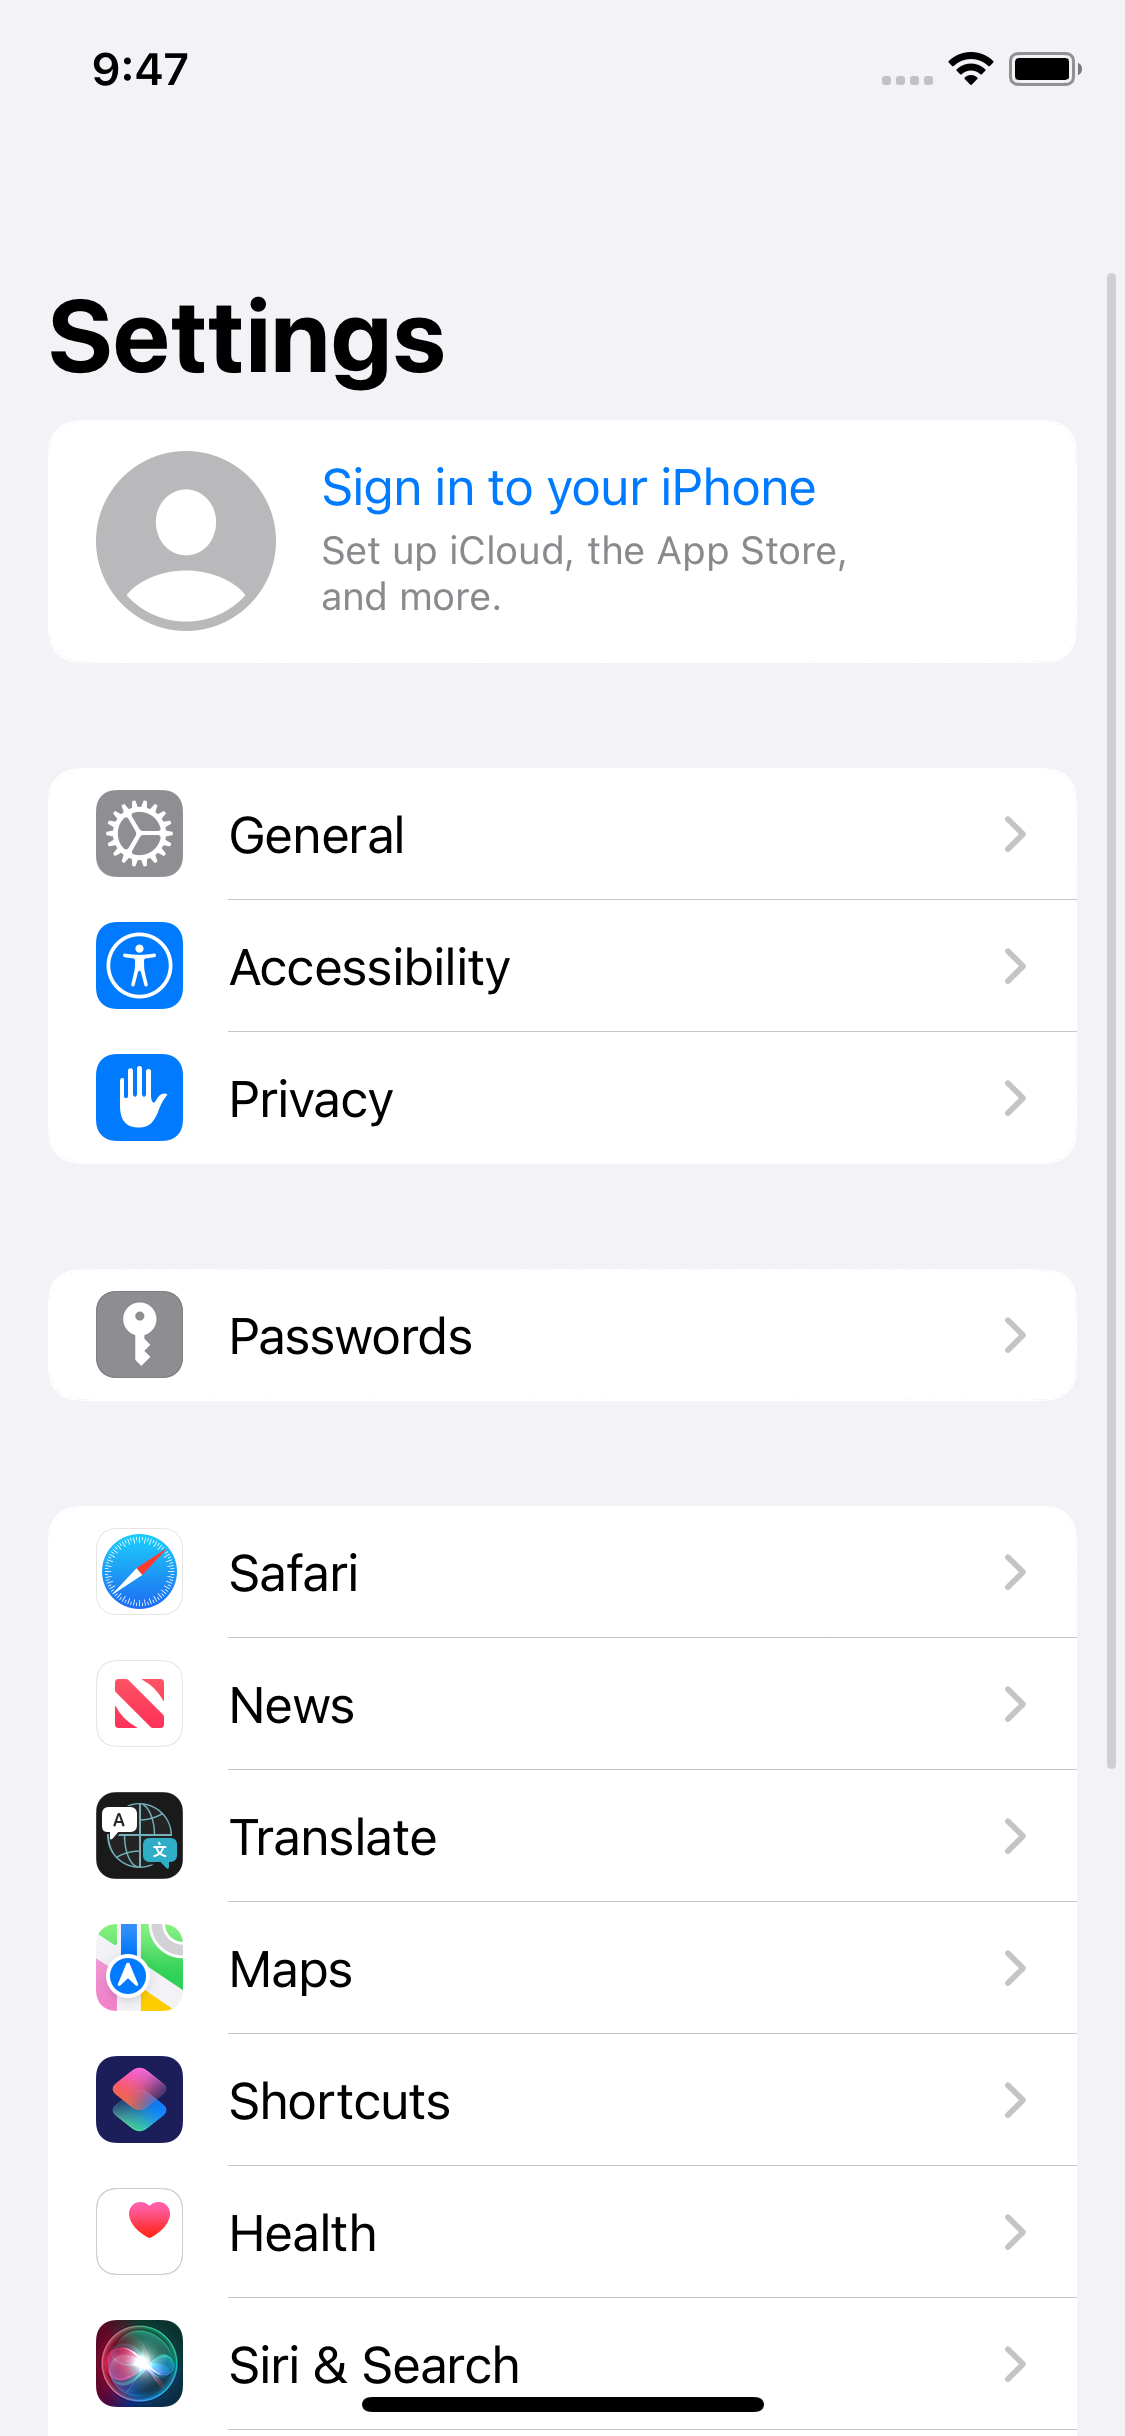 9:47
Settings
Sign in to your iPhone
Set up iCloud, the App Store,
and more.
General
Accessibility
Privacy
Passwords
Safari
News
A
文
Translate
Maps
Shortcuts
Health
Siri & Search